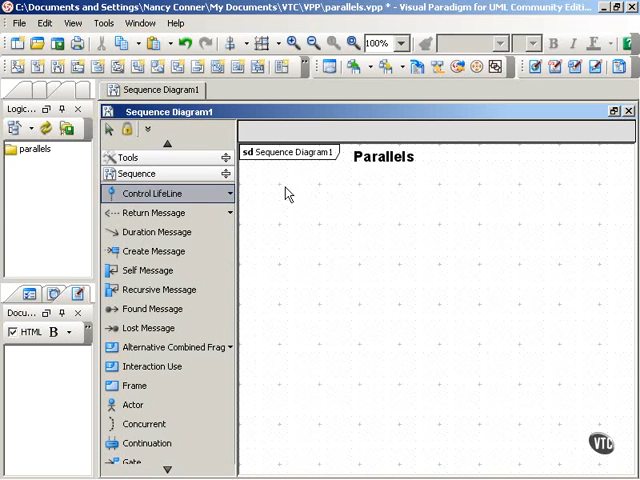 C:\Documents and Settings\Nancy Conner\My Documents\VTC\VPP\parallels.vpp * - Visual Paradigm for UML Community Editi...
File Edit View Tools Window Help
100%
B I
Sequence Diagram1
Logic...
parallels
Docu...
HTML B
Sequence Diagram1
Tools
Sequence
Control LifeLine
Return Message
Duration Message
Create Message
Self Message
Recursive Message
Found Message
Lost Message
Alternative Combined Frag
Interaction Use
Frame
Actor
Concurrent
Continuation
Gate
sd Sequence Diagram1
Parallels
VTC